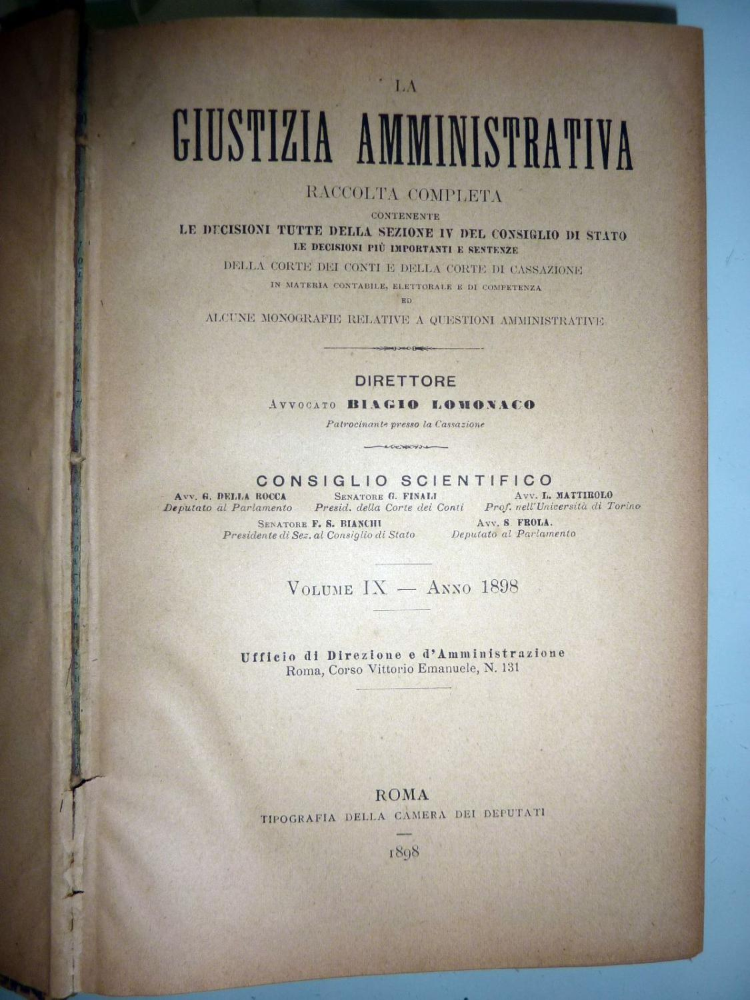 LA
GIUSTIZIA AMMINISTRATIVA
RACCOLTA COMPLETA
CONTENENTE
LE DECISIONI TUTTE DELLA SEZIONE IV DEL CONSIGLIO DI STATO
LE DECISIONI PIÙ IMPORTANTI E SENTENZE
DELLA CORTE DEI CONTI E DELLA CORTE DI CASSAZIONE
IN MATERIA CONTABILE, ELETTORALE E DI COMPETENZA
ED
ALCUNE MONOGRAFIE RELATIVE A QUESTIONI AMMINISTRATIVE
DIRETTORE
AVVOCATO BIAGIO LOMONACO
Patrocinante presso la Cassazione
CONSIGLIO SCIENTIFICO
AVV. G. DELLA ROCCA SENATORE G. FINALI AVV. L. MATTIROLO
Deputato al Parlamento Presid. della Corte dei Conti Prof. nell'Università di Torino
SENATORE F. S. BIANCHI AVV. S FROLA.
Presidente di Sez. al Consiglio di Stato Deputato al Parlamento
VOLUME IX — ANNO 1898
Ufficio di Direzione e d'Amministrazione
Roma, Corso Vittorio Emanuele, N. 131
ROMA
TIPOGRAFIA DELLA CAMERA DEI DEPUTATI
1898